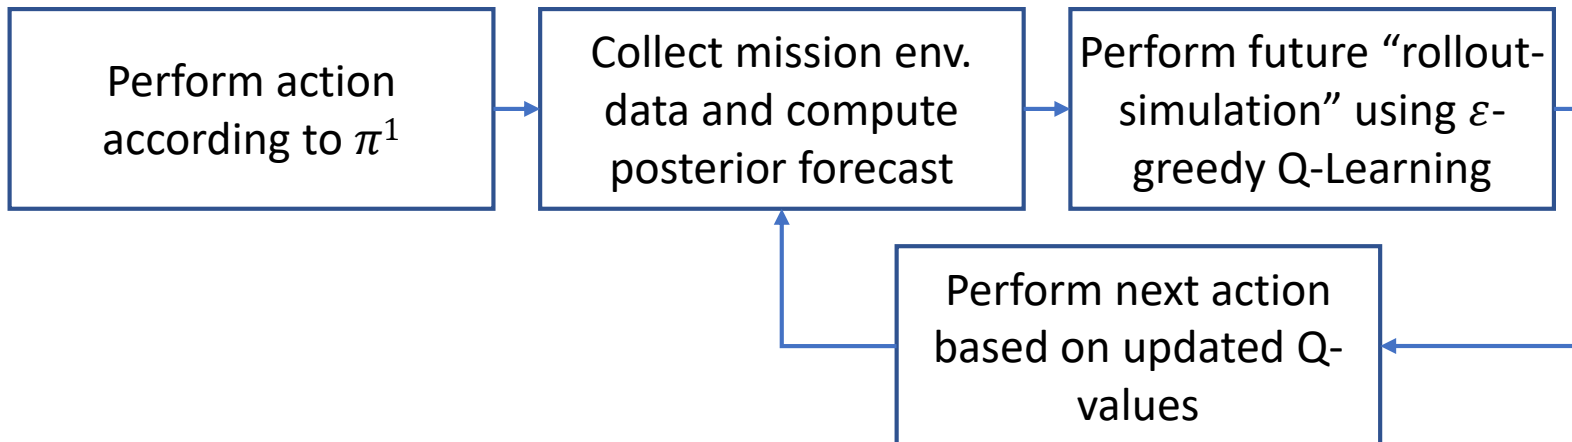 Perform action
according to 𝜋¹
Collect mission env.
data and compute
posterior forecast
Perform future “rollout-
simulation” using 𝜀-
greedy Q-Learning
Perform next action
based on updated Q-
values